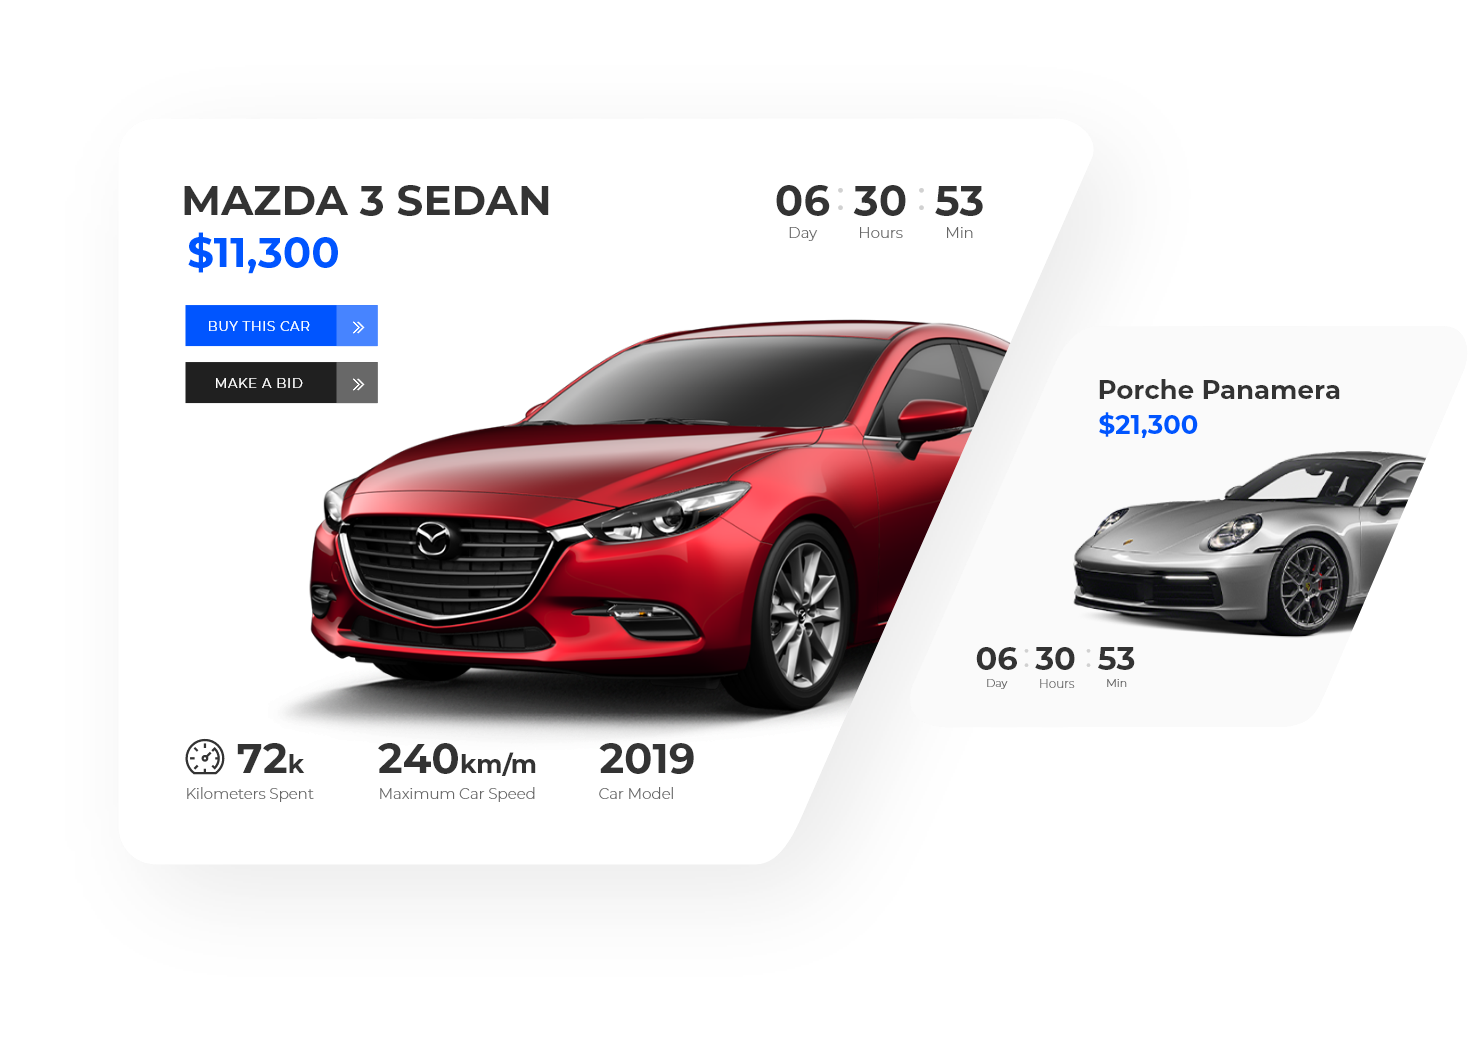 MAZDA 3 SEDAN
$11,300
06 : 30 : 53
Day Hours Min
BUY THIS CAR
MAKE A BID
72k
Kilometers Spent
240km/m
Maximum Car Speed
2019
Car Model
Porche Panamera
$21,300
06 : 30 : 53
Day Hours Min